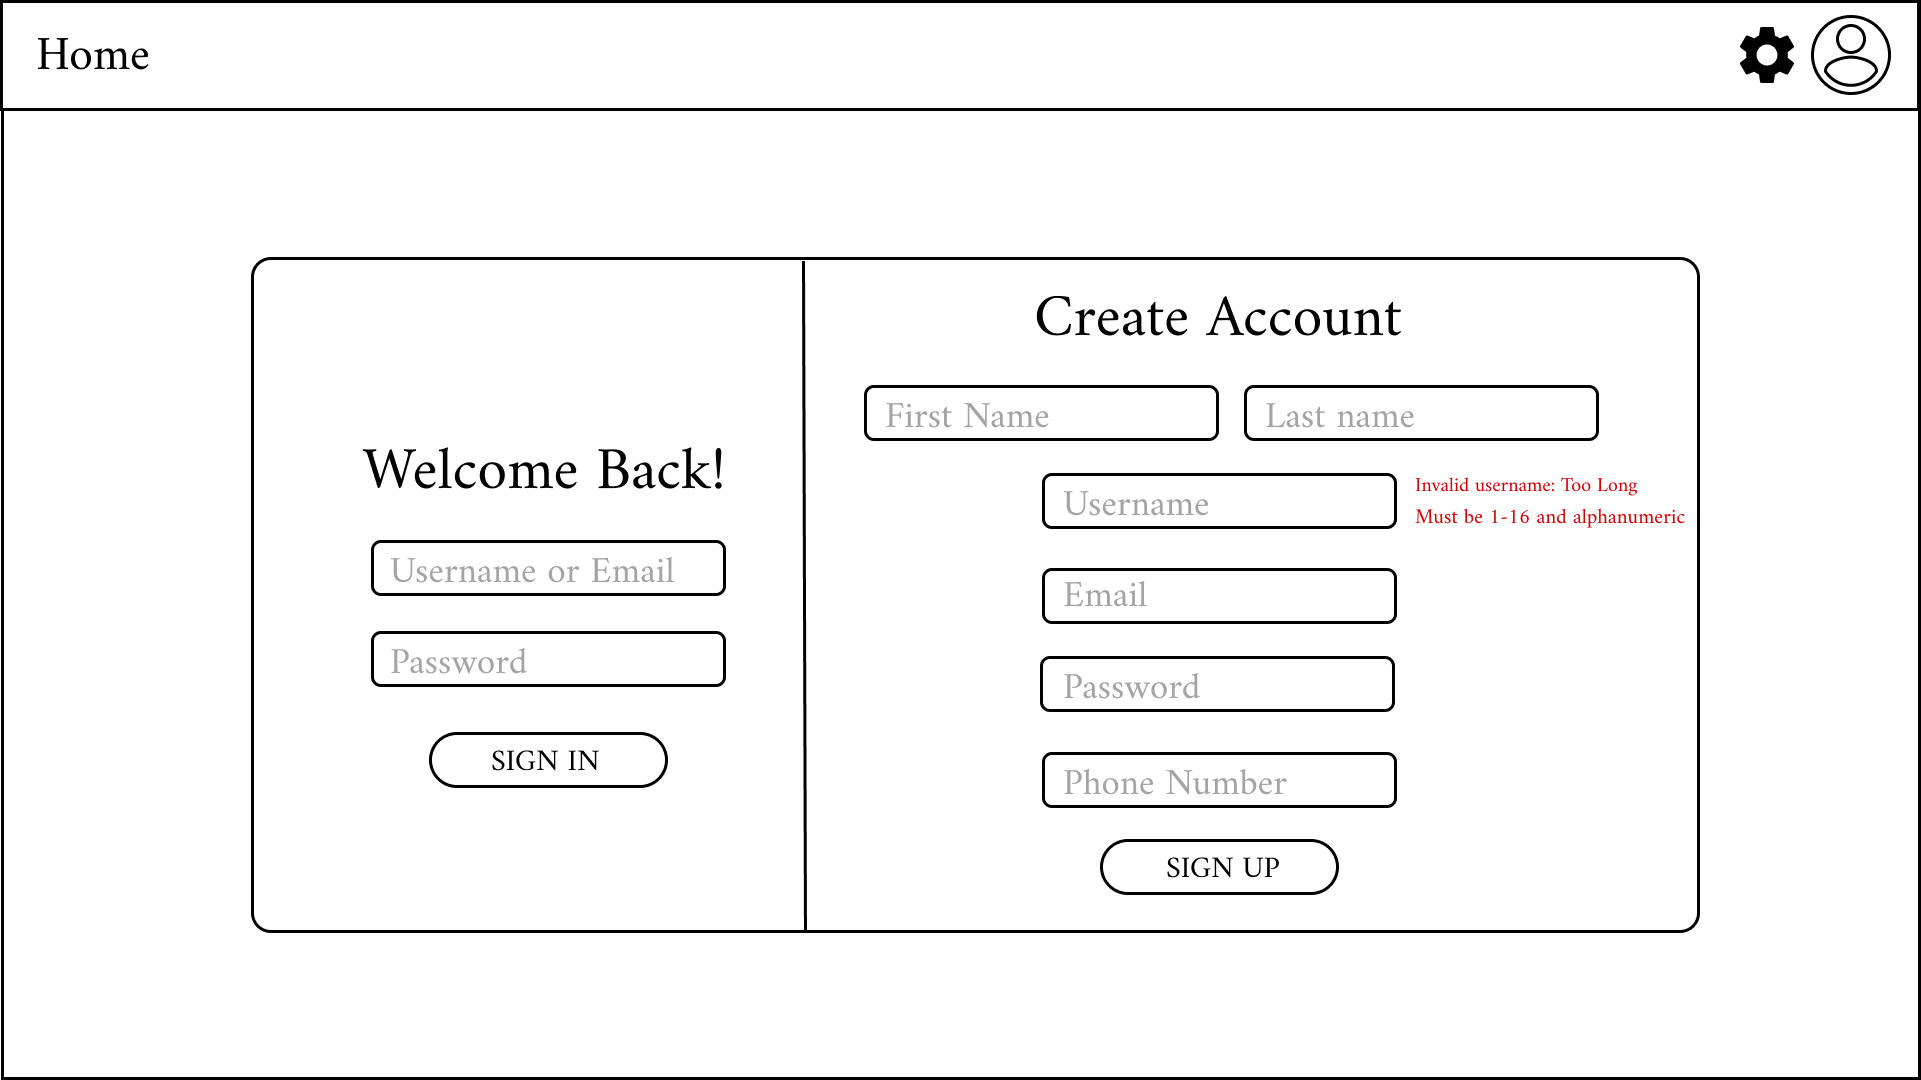 Home
Welcome Back!
Username or Email
Password
SIGN IN
Create Account
First Name
Last name
Username
Invalid username: Too Long
Must be 1-16 and alphanumeric
Email
Password
Phone Number
SIGN UP